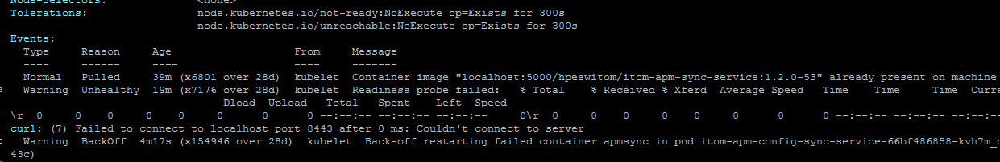 Node-Selectors: <none>
Tolerations: node.kubernetes.io/not-ready:NoExecute op=Exists for 300s
node.kubernetes.io/unreachable:NoExecute op=Exists for 300s
Events:
Type Reason Age From Message
---- ------ ---- ---- -------
Normal Pulled 39m (x6801 over 28d) kubelet Container image "localhost:5000/hpeswitom/itom-apm-sync-service:1.2.0-53" already present on machine
Warning Unhealthy 19m (x7176 over 28d) kubelet Readiness probe failed: % Total % Received % Xferd Average Speed Time Time Time Curre
Dload Upload Total Spent Left Speed
\r 0 0 0 0 0 0 0 0 --:--:-- --:--:-- --:--:-- 0\r 0 0 0 0 0 0 0 0 --:--:-- --:--:-- --:--
curl: (7) Failed to connect to localhost port 8443 after 0 ms: Couldn't connect to server
Warning BackOff 4m17s (x154946 over 28d) kubelet Back-off restarting failed container apmsync in pod itom-apm-config-sync-service-66bf486858-kvh7m_
43c)